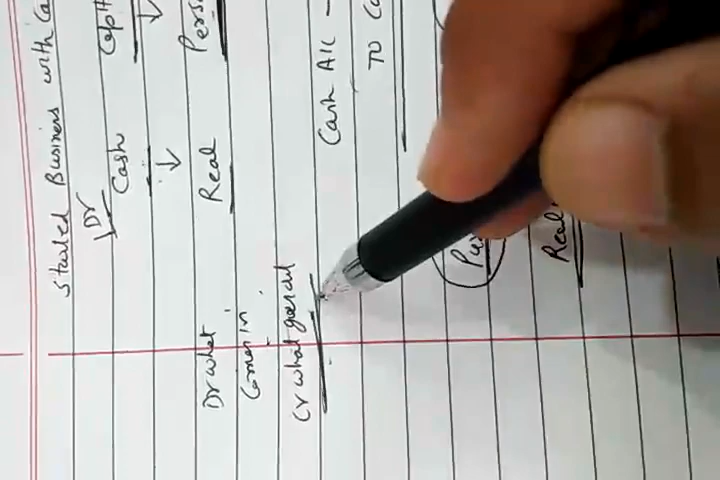 started Business with Ca
Dr
Cash Capit
↓ ↓
Real Perso
Dr what
Comes in
Cr what goes out
Cash A/c –
To Ca
Pur
Real